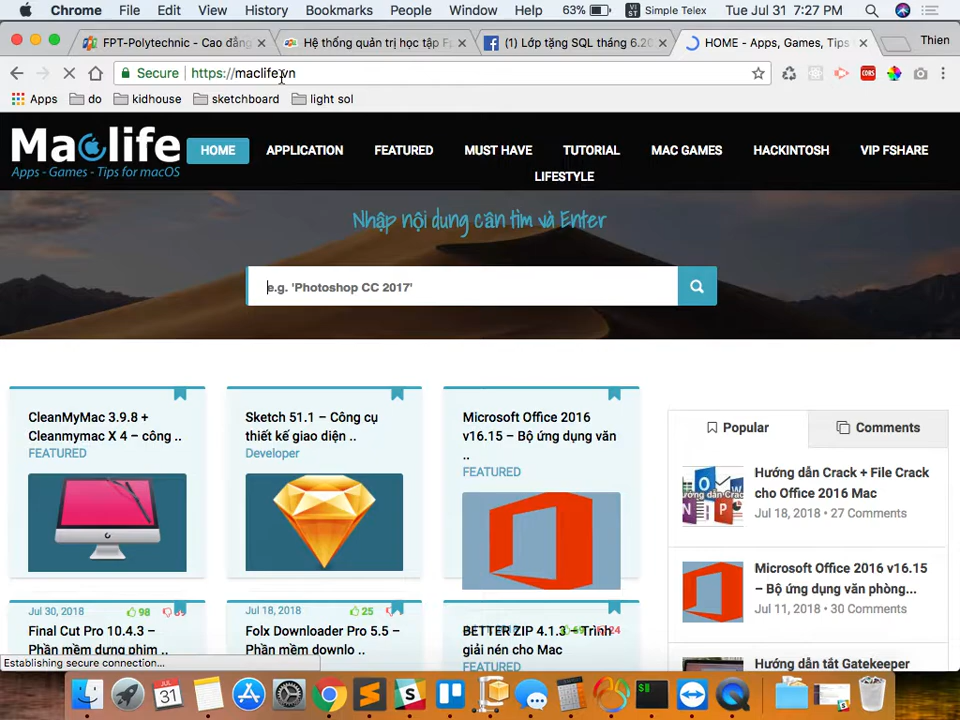 Chrome File Edit View History Bookmarks People Window Help 63% VI ST Simple Telex Tue Jul 31 7:27 PM
FPT-Polytechnic - Cao đẳng Hệ thống quản trị học tập F (1) Lớp tặng SQL tháng 6.20 HOME - Apps, Games, Tips Thien
Secure https://maclife.vn
Apps do kidhouse sketchboard light sol
Maclife HOME APPLICATION FEATURED MUST HAVE TUTORIAL MAC GAMES HACKINTOSH VIP FSHARE
Apps - Games - Tips for macOS LIFESTYLE
Nhập nội dung cần tìm và Enter
e.g. 'Photoshop CC 2017'
CleanMyMac 3.9.8 +
Cleanmymac X 4 – công ..
FEATURED
Sketch 51.1 – Công cụ
thiết kế giao diện ..
Developer
Microsoft Office 2016
v16.15 – Bộ ứng dụng văn
..
FEATURED
Popular Comments
Hướng dẫn Crack + File Crack
cho Office 2016 Mac
Jul 18, 2018 • 27 Comments
Microsoft Office 2016 v16.15
– Bộ ứng dụng văn phòng...
Jul 11, 2018 • 30 Comments
Hướng dẫn tắt Gatekeeper
Jul 30, 2018 98
Final Cut Pro 10.4.3 –
Phần mềm dựng phim ..
Jul 18, 2018 25
Folx Downloader Pro 5.5 –
Phần mềm downlo ..
24
BETTER ZIP 4.1.3 – Trình
giải nén cho Mac
FEATURED
Establishing secure connection...
JUL
31